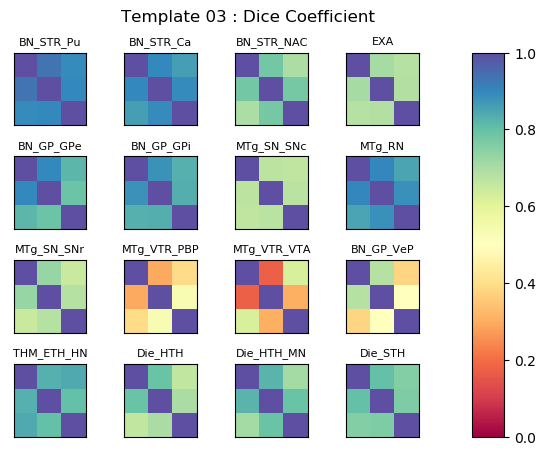 Template 03 : Dice Coefficient
BN_STR_Pu BN_STR_Ca BN_STR_NAC EXA
BN_GP_GPe BN_GP_GPi MTg_SN_SNc MTg_RN
MTg_SN_SNr MTg_VTR_PBP MTg_VTR_VTA BN_GP_VeP
THM_ETH_HN Die_HTH Die_HTH_MN Die_STH
1.0
0.8
0.6
0.4
0.2
0.0